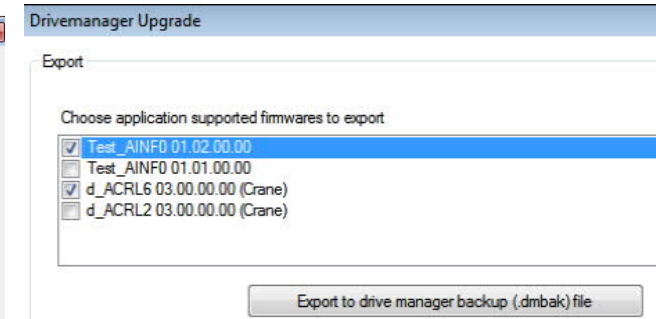 Drivemanager Upgrade
Export
Choose application supported firmwares to export
Test_AINF0 01.02.00.00
Test_AINF0 01.01.00.00
d_ACRL6 03.00.00.00 (Crane)
d_ACRL2 03.00.00.00 (Crane)
Export to drive manager backup (.dmbak) file